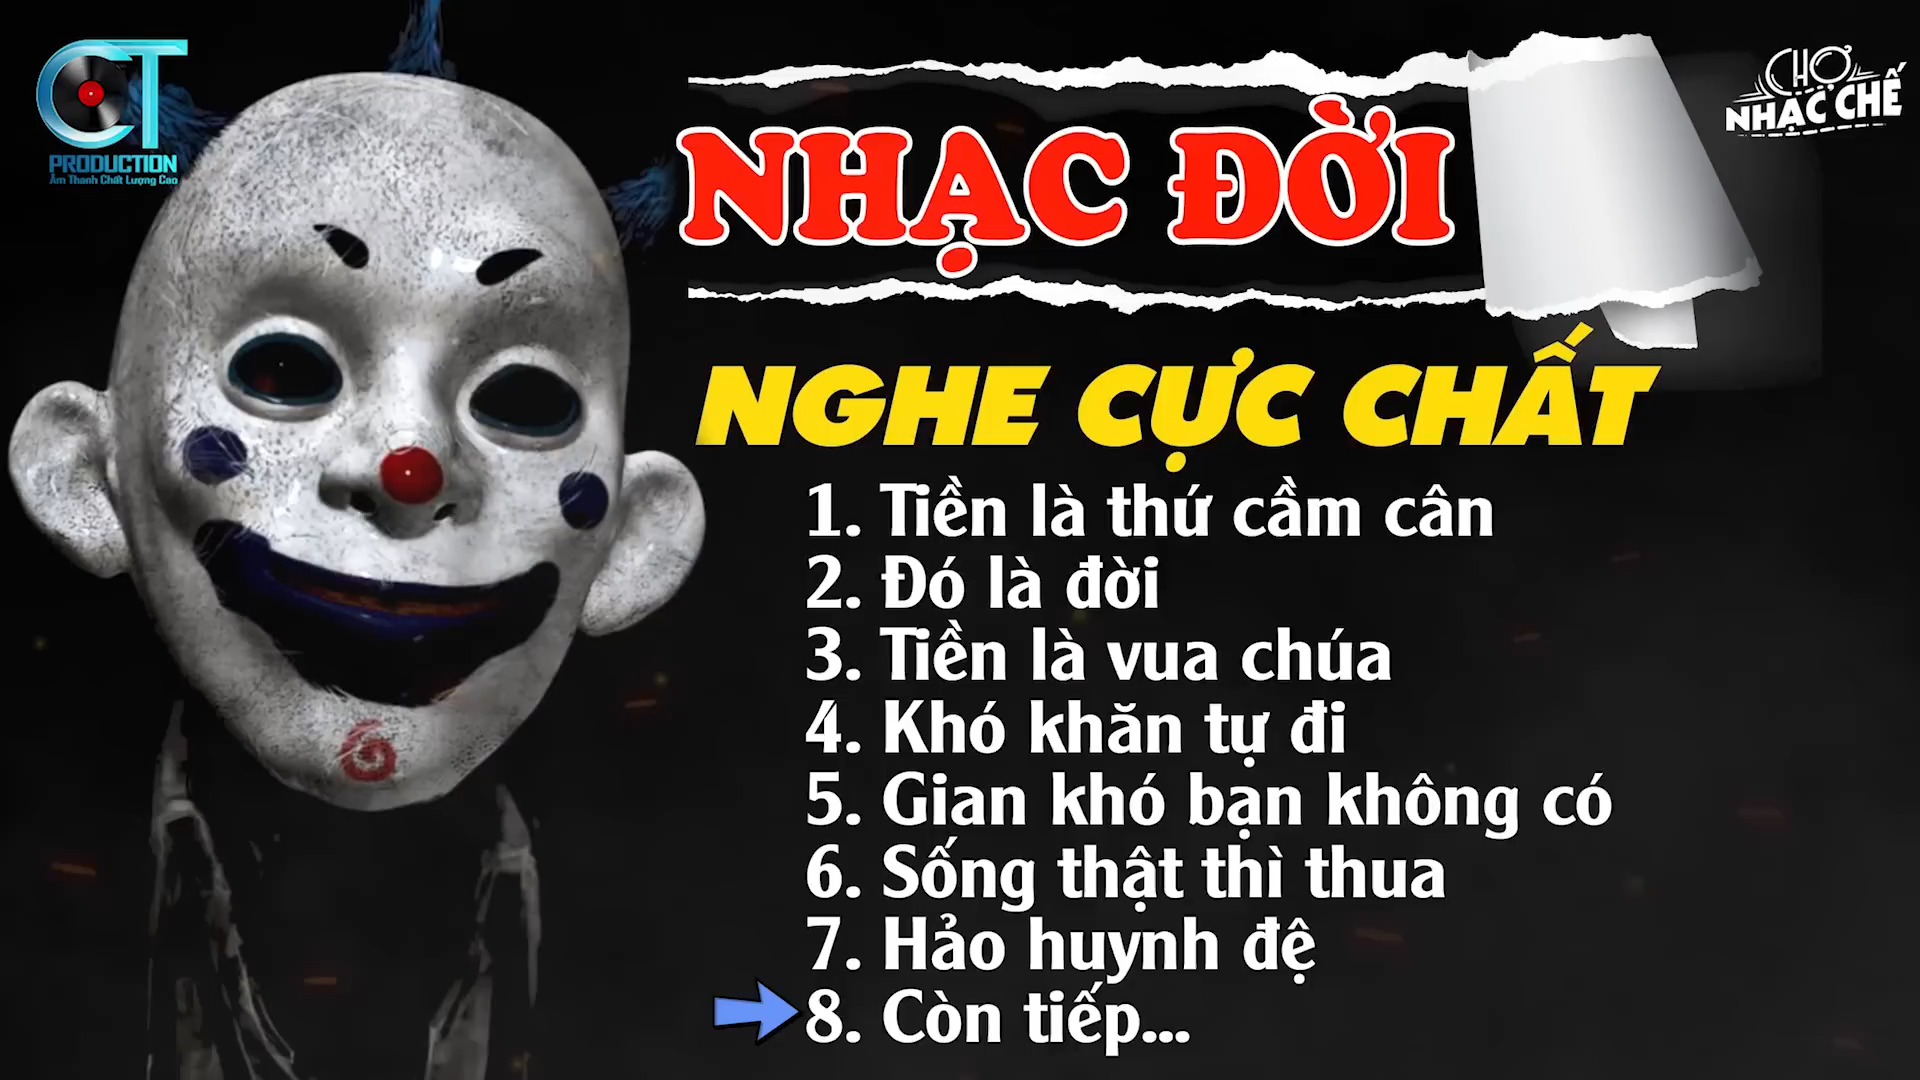 CT
PRODUCTION
Âm Thanh Chất Lượng Cao
CHỢ
NHẠC CHẾ
NHẠC ĐỜI
NGHE CỰC CHẤT
1. Tiền là thứ cầm cân
2. Đó là đời
3. Tiền là vua chúa
4. Khó khăn tự đi
5. Gian khó bạn không có
6. Sống thật thì thua
7. Hảo huynh đệ
8. Còn tiếp...